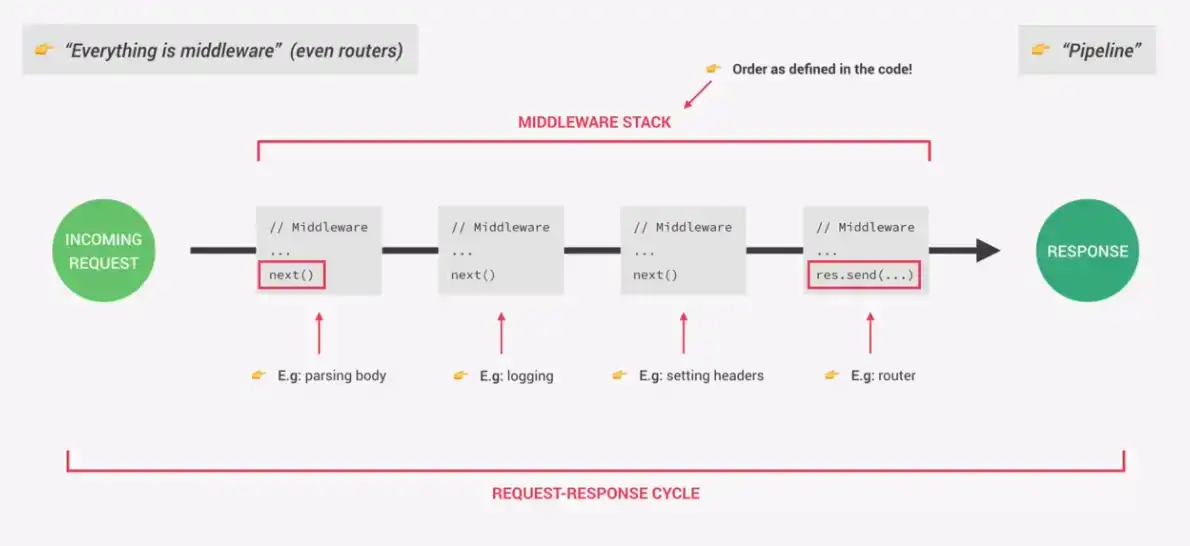 👉 “Everything is middleware” (even routers)
👉 “Pipeline”
👉 Order as defined in the code!
MIDDLEWARE STACK
INCOMING
REQUEST
// Middleware
...
next()
// Middleware
...
next()
// Middleware
...
next()
// Middleware
...
res.send(...)
RESPONSE
👉 E.g: parsing body
👉 E.g: logging
👉 E.g: setting headers
👉 E.g: router
REQUEST-RESPONSE CYCLE